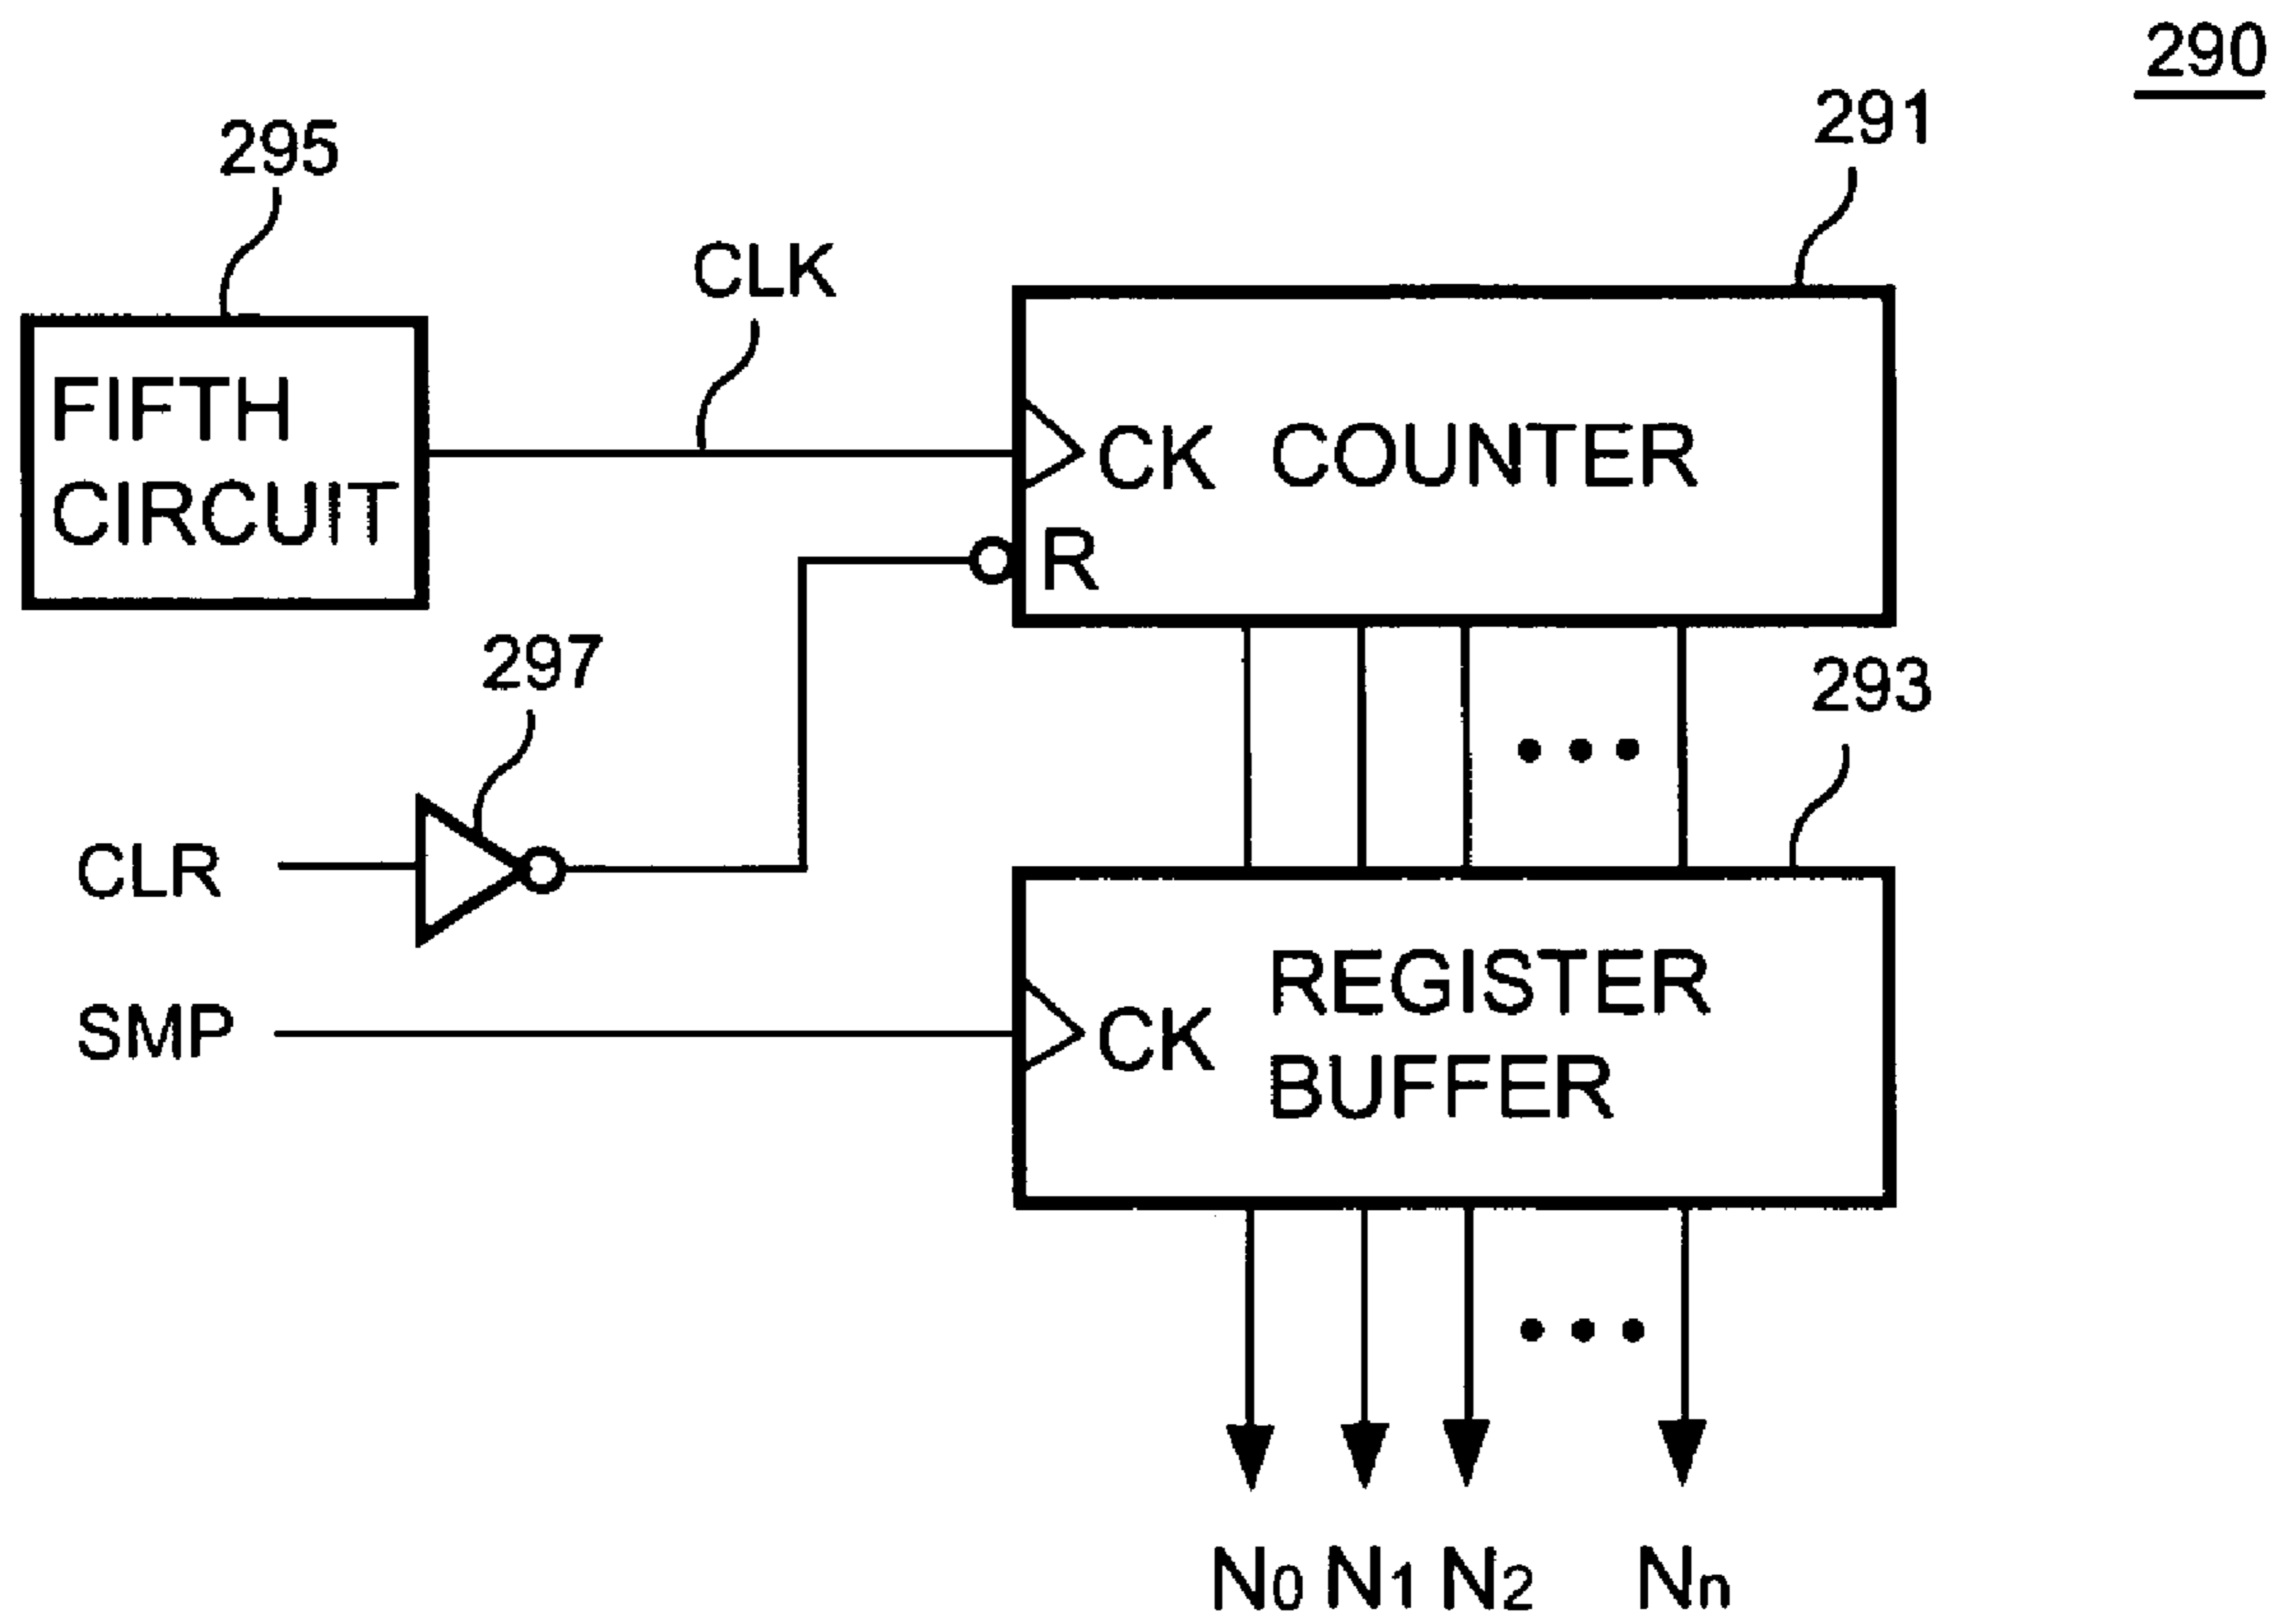 290
291
295
CLK
FIFTH
CIRCUIT
CK COUNTER
R
297
293
CLR
SMP
CK
REGISTER
BUFFER
N0 N1 N2 Nn